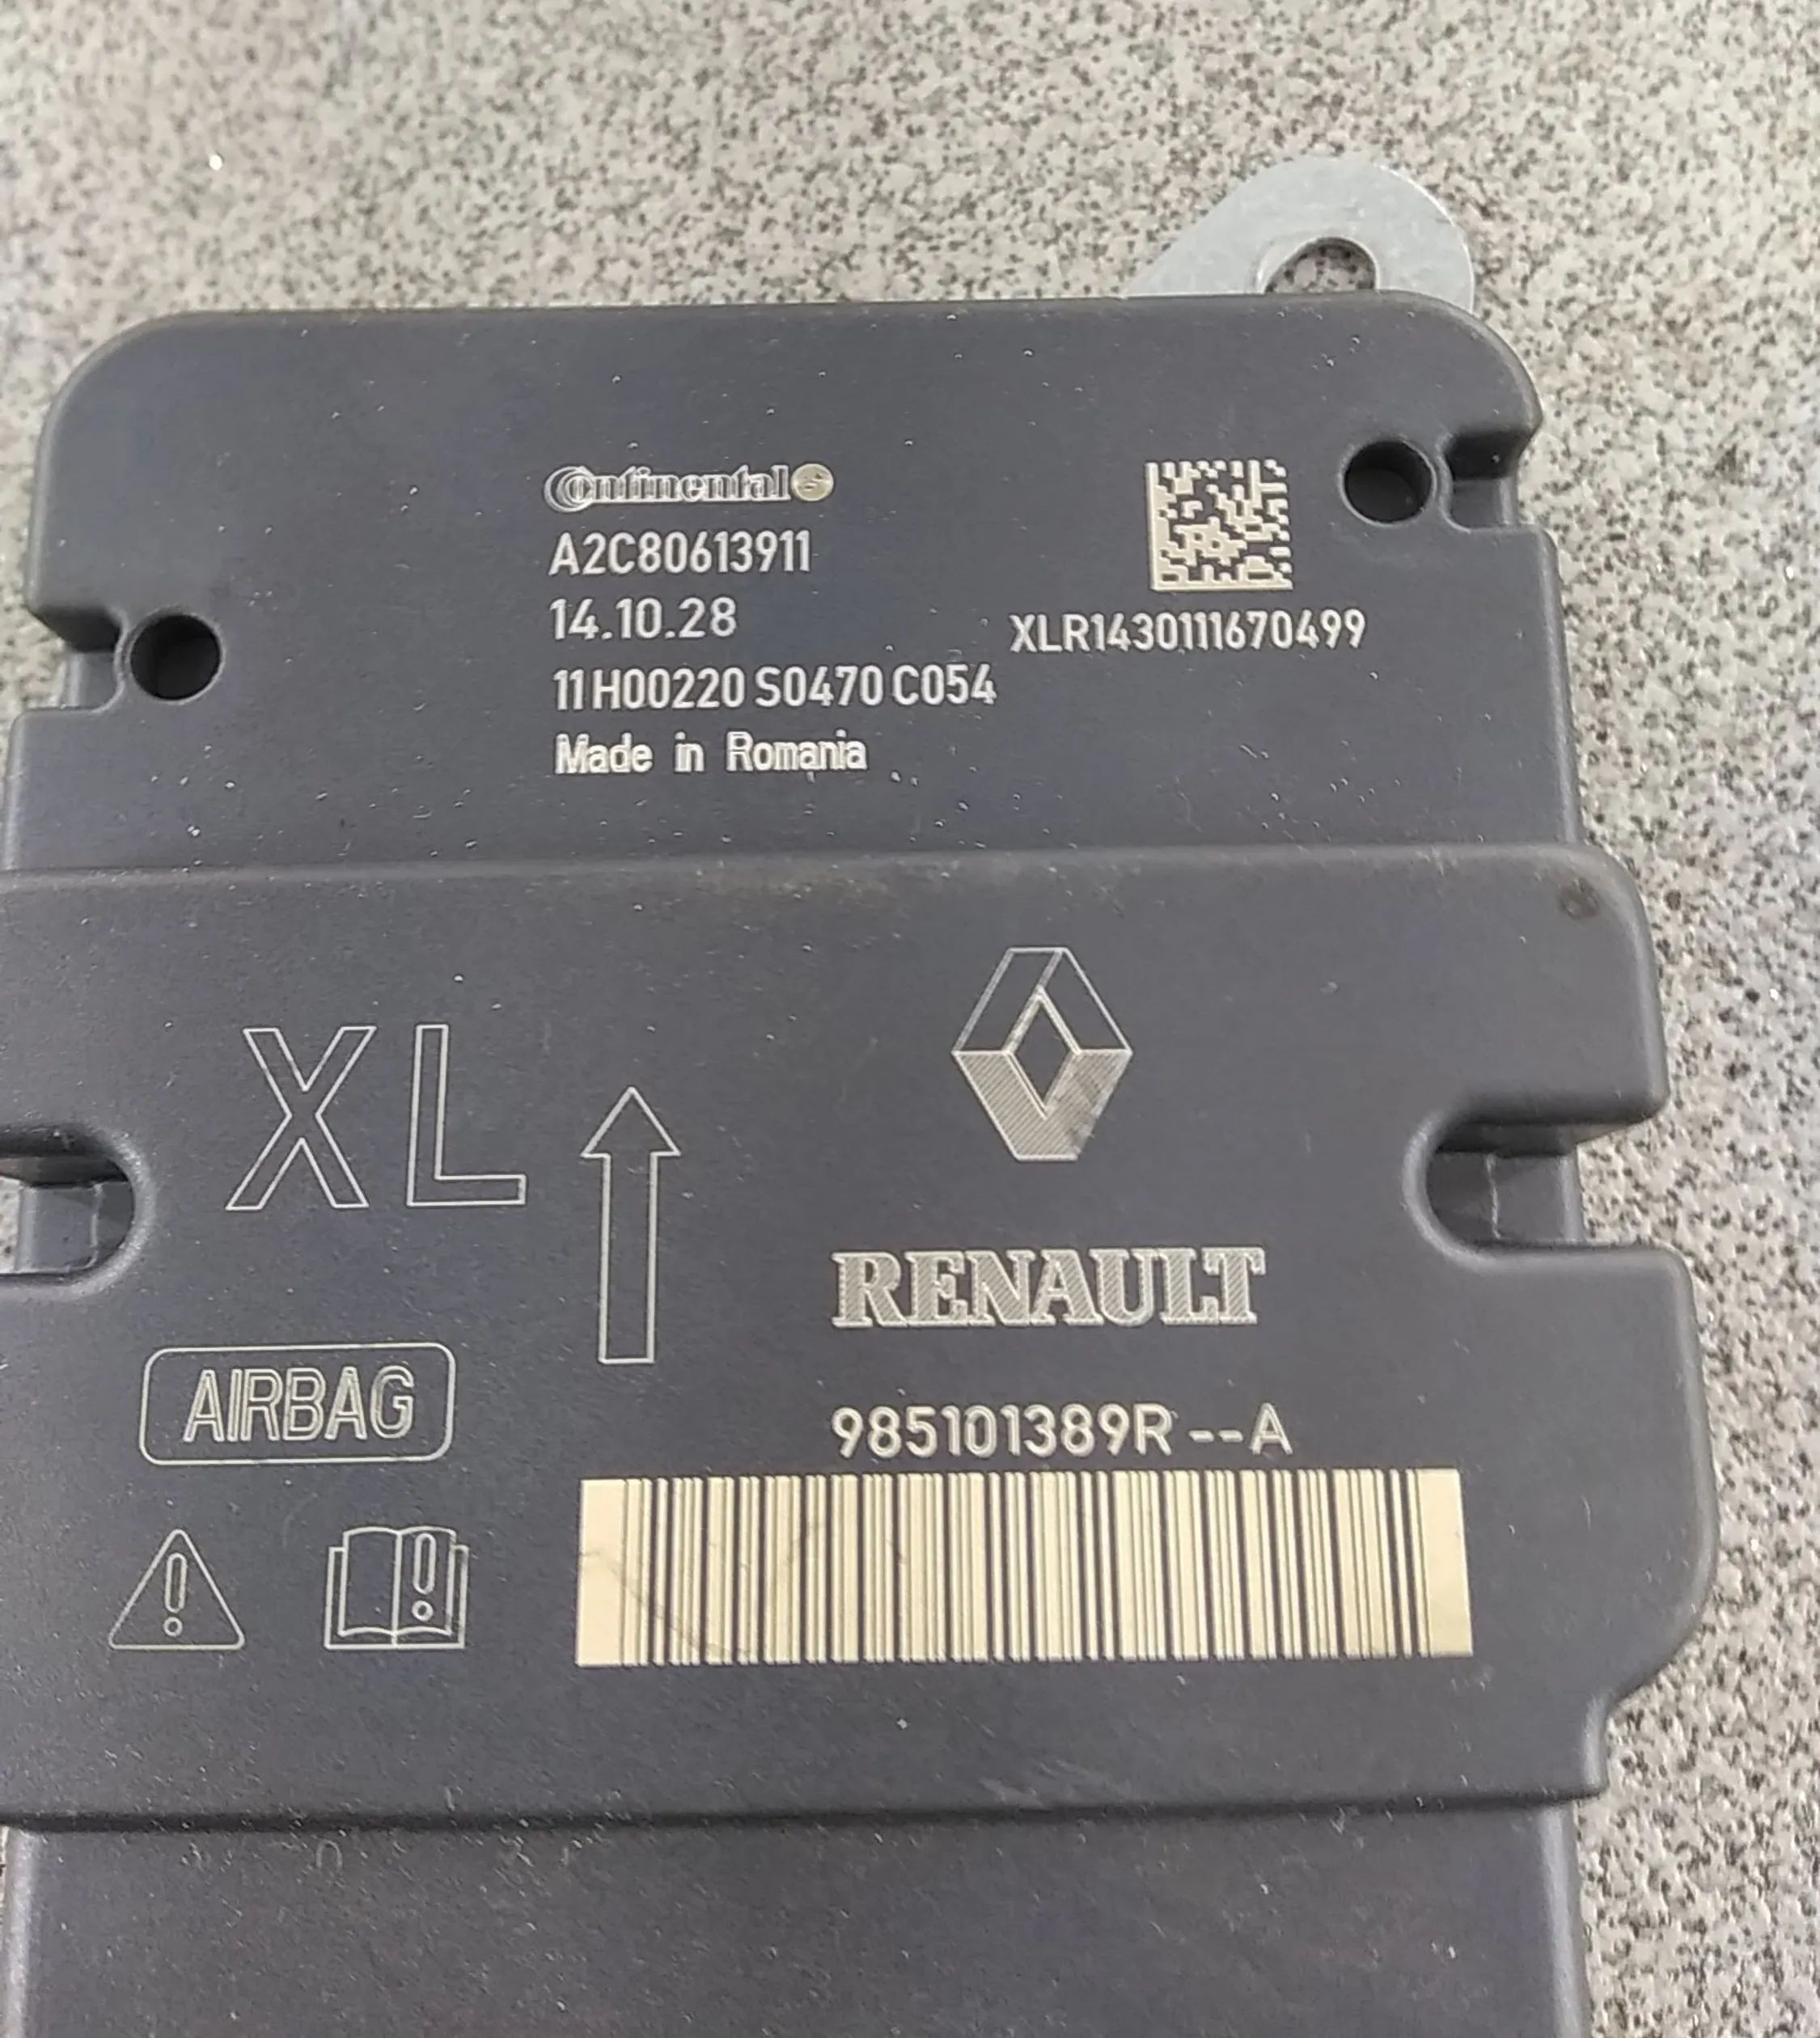 Continental
A2C80613911
14.10.28
11H00220 S0470 C054
Made in Romania
XLR1430111670499
XL
RENAULT
AIRBAG
985101389R--A